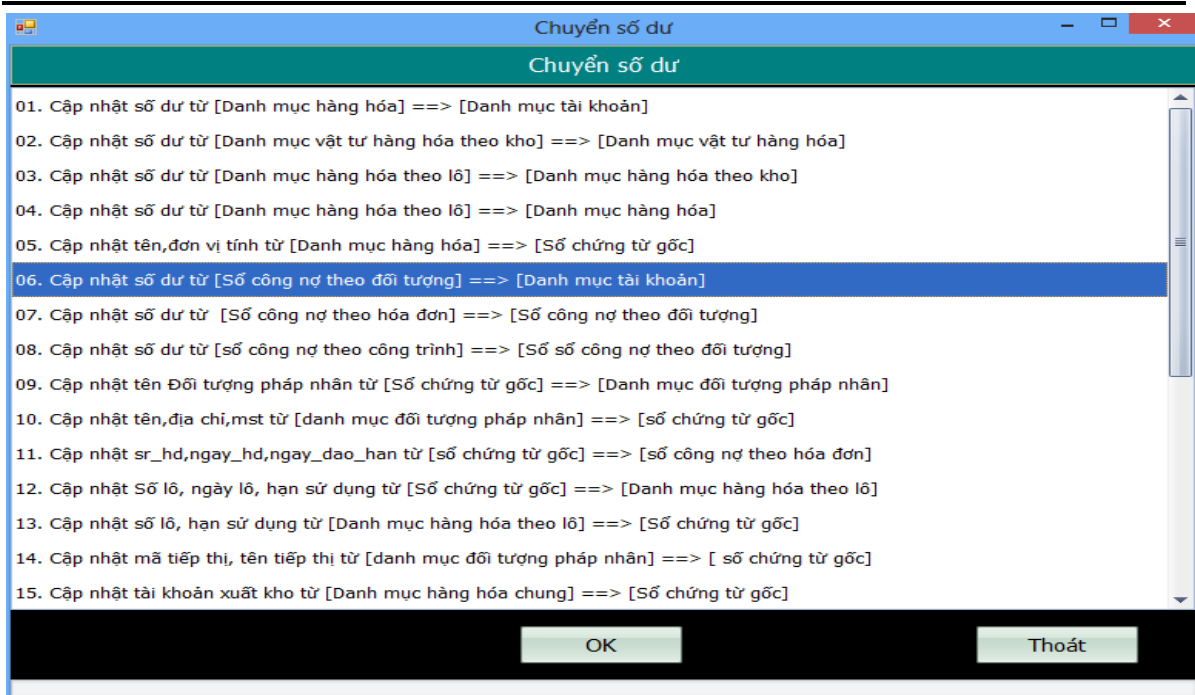 Chuyển số dư
Chuyển số dư
01. Cập nhật số dư từ [Danh mục hàng hóa] ==> [Danh mục tài khoản]
02. Cập nhật số dư từ [Danh mục vật tư hàng hóa theo kho] ==> [Danh mục vật tư hàng hóa]
03. Cập nhật số dư từ [Danh mục hàng hóa theo lô] ==> [Danh mục hàng hóa theo kho]
04. Cập nhật số dư từ [Danh mục hàng hóa theo lô] ==> [Danh mục hàng hóa]
05. Cập nhật tên,đơn vị tính từ [Danh mục hàng hóa] ==> [Sổ chứng từ gốc]
06. Cập nhật số dư từ [Sổ công nợ theo đối tượng] ==> [Danh mục tài khoản]
07. Cập nhật số dư từ  [Sổ công nợ theo hóa đơn] ==> [Sổ công nợ theo đối tượng]
08. Cập nhật số dư từ [sổ công nợ theo công trình] ==> [Sổ sổ công nợ theo đối tượng]
09. Cập nhật tên Đối tượng pháp nhân từ [Sổ chứng từ gốc] ==> [Danh mục đối tượng pháp nhân]
10. Cập nhật tên,địa chỉ,mst từ [danh mục đối tượng pháp nhân] ==> [sổ chứng từ gốc]
11. Cập nhật sr_hd,ngay_hd,ngay_dao_han từ [sổ chứng từ gốc] ==> [sổ công nợ theo hóa đơn]
12. Cập nhật Số lô, ngày lô, hạn sử dụng từ [Sổ chứng từ gốc] ==> [Danh mục hàng hóa theo lô]
13. Cập nhật số lô, hạn sử dụng từ [Danh mục hàng hóa theo lô] ==> [Sổ chứng từ gốc]
14. Cập nhật mã tiếp thị, tên tiếp thị từ [danh mục đối tượng pháp nhân] ==> [ sổ chứng từ gốc]
15. Cập nhật tài khoản xuất kho từ [Danh mục hàng hóa chung] ==> [Sổ chứng từ gốc]
OK Thoát